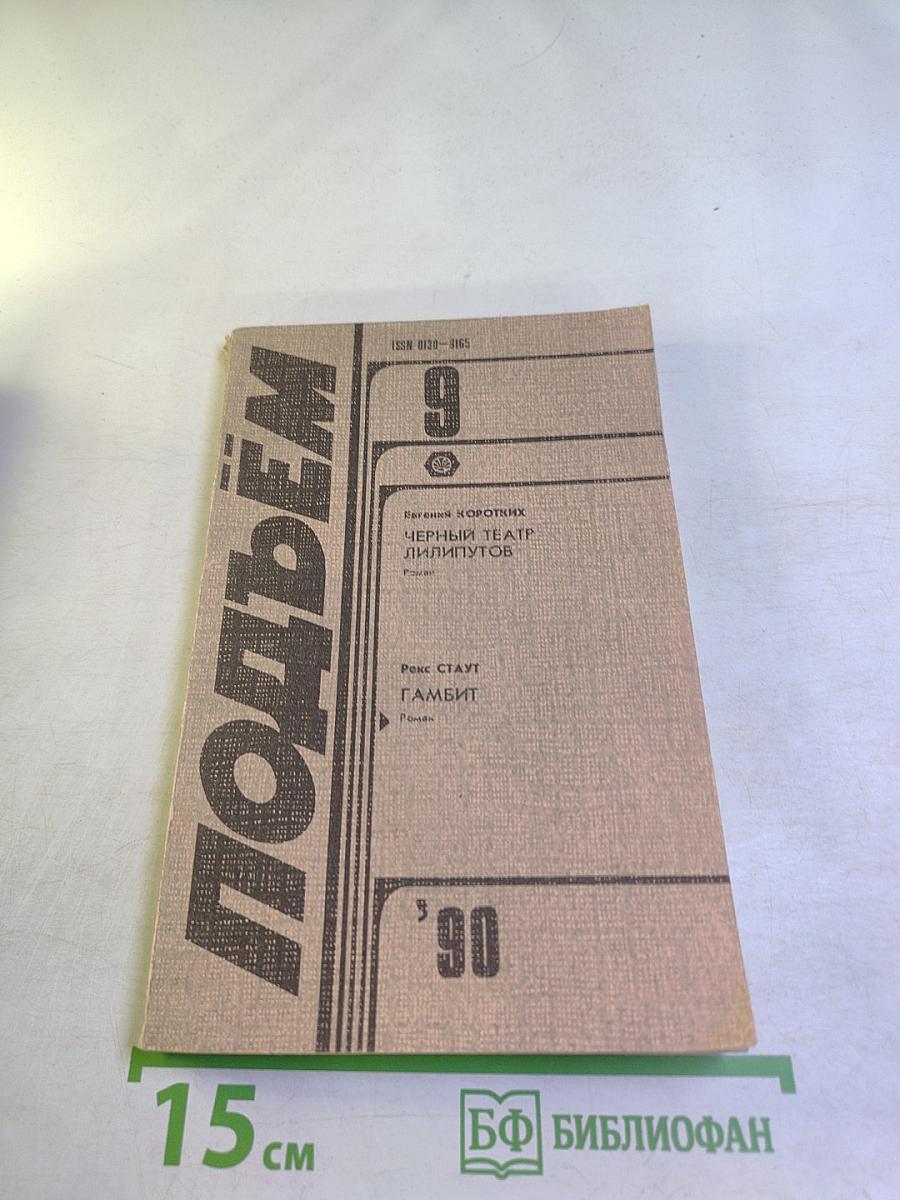 ПОДЪЁМ
ISSN 0130—8165
9
Евгений КОРОТКИХ
ЧЕРНЫЙ ТЕАТР
ЛИЛИПУТОВ
Роман
Рекс СТАУТ
ГАМБИТ
Роман
'90
15 см
БФ БИБЛИОФАН